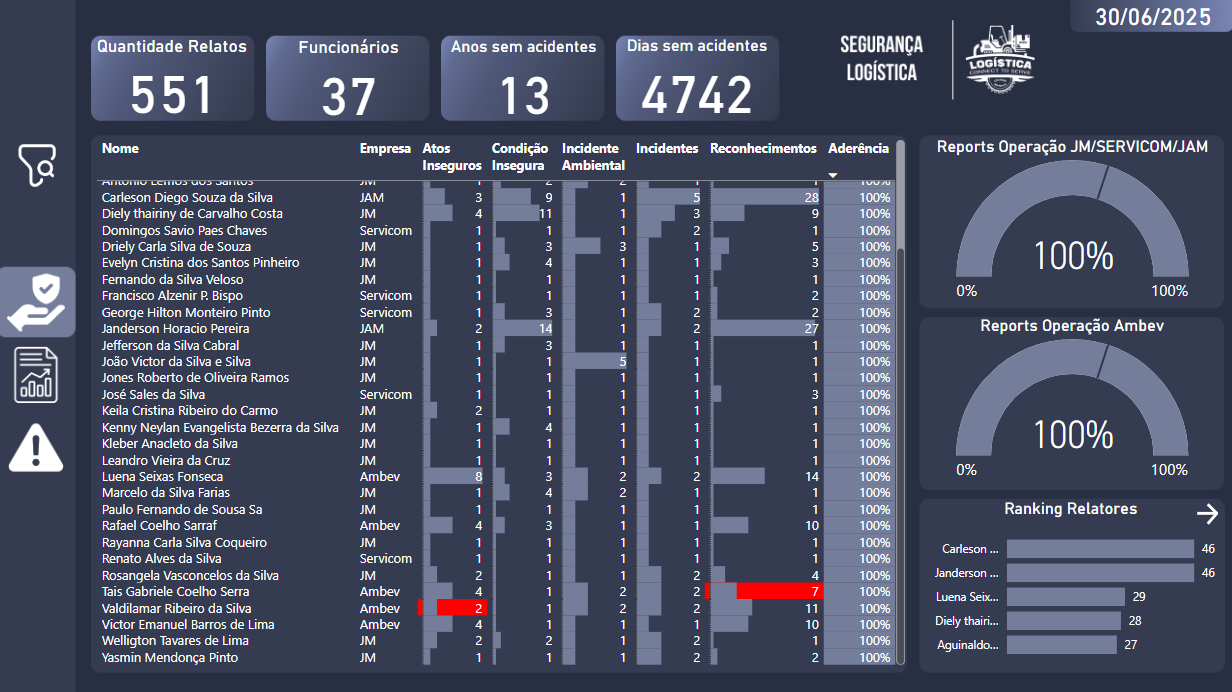 30/06/2025
Quantidade Relatos
551
Funcionários
37
Anos sem acidentes
13
Dias sem acidentes
4742
SEGURANÇA
LOGÍSTICA
LOGÍSTICA
CONNECT TO SERVE
Nome Empresa Atos Inseguros Condição Insegura Incidente Ambiental Incidentes Reconhecimentos Aderência
Antonio Lemos dos Santos JM 1 2 2 1 1 100%
Carleson Diego Souza da Silva JAM 3 9 1 5 28 100%
Diely thairiny de Carvalho Costa JM 4 11 1 3 9 100%
Domingos Savio Paes Chaves Servicom 1 1 1 2 1 100%
Driely Carla Silva de Souza JM 1 3 3 1 5 100%
Evelyn Cristina dos Santos Pinheiro JM 1 4 1 1 3 100%
Fernando da Silva Veloso JM 1 1 1 1 1 100%
Francisco Alzenir P. Bispo Servicom 1 1 1 1 2 100%
George Hilton Monteiro Pinto Servicom 1 3 1 2 2 100%
Janderson Horacio Pereira JAM 2 14 1 2 27 100%
Jefferson da Silva Cabral JM 1 3 1 1 1 100%
João Victor da Silva e Silva JM 1 1 5 1 1 100%
Jones Roberto de Oliveira Ramos JM 1 1 1 1 1 100%
José Sales da Silva Servicom 1 1 1 1 3 100%
Keila Cristina Ribeiro do Carmo JM 2 1 1 1 1 100%
Kenny Neylan Evangelista Bezerra da Silva JM 1 4 1 1 1 100%
Kleber Anacleto da Silva JM 1 1 1 1 1 100%
Leandro Vieira da Cruz JM 1 1 1 1 1 100%
Luena Seixas Fonseca Ambev 8 3 2 2 14 100%
Marcelo da Silva Farias JM 1 4 2 1 1 100%
Paulo Fernando de Sousa Sa JM 1 1 1 1 1 100%
Rafael Coelho Sarraf Ambev 4 3 1 1 10 100%
Rayanna Carla Silva Coqueiro JM 1 1 1 1 1 100%
Renato Alves da Silva Servicom 1 1 1 1 1 100%
Rosangela Vasconcelos da Silva JM 2 1 1 2 4 100%
Tais Gabriele Coelho Serra Ambev 4 1 2 2 7 100%
Valdilamar Ribeiro da Silva Ambev 2 1 2 2 11 100%
Victor Emanuel Barros de Lima Ambev 4 1 1 1 10 100%
Welligton Tavares de Lima JM 2 2 1 2 1 100%
Yasmin Mendonça Pinto JM 1 1 1 2 2 100%
Reports Operação JM/SERVICOM/JAM
100%
0% 100%
Reports Operação Ambev
100%
0% 100%
Ranking Relatores
Carleson ... 46
Janderson ... 46
Luena Seix... 29
Diely thairi... 28
Aguinaldo... 27